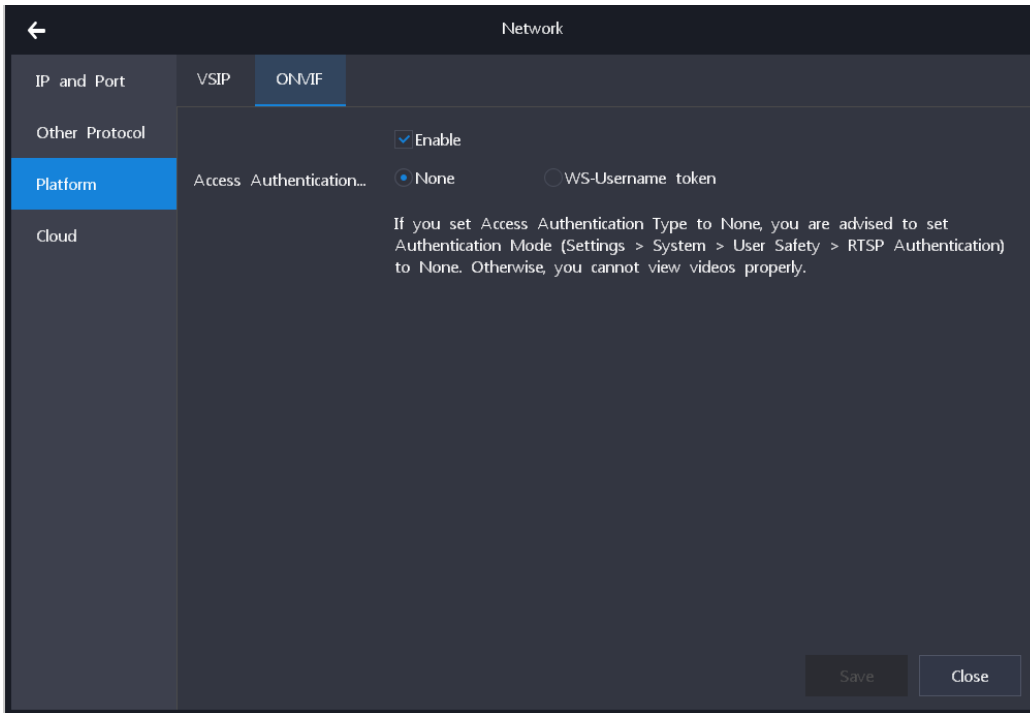 Network
IP and Port
VSIP
ONVIF
Other Protocol
Enable
Platform
Access Authentication...
None
WS-Username token
Cloud
If you set Access Authentication Type to None, you are advised to set
Authentication Mode (Settings > System > User Safety > RTSP Authentication)
to None. Otherwise, you cannot view videos properly.
Save
Close